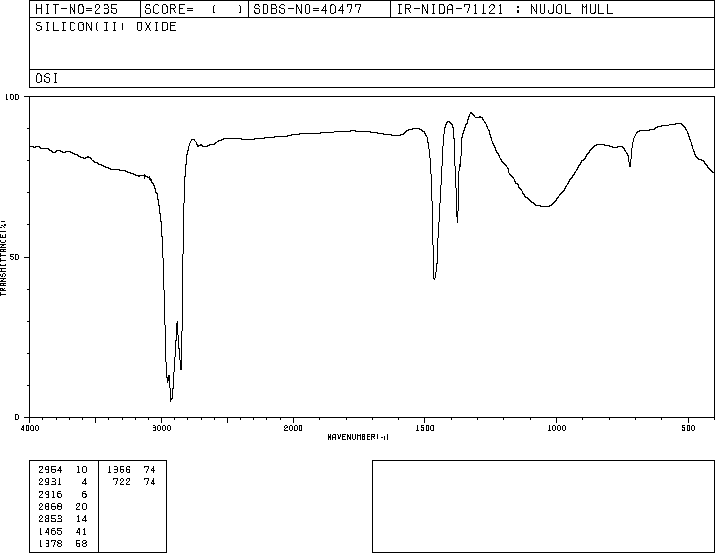 HIT-NO=235 SCORE= ( ) SDBS-NO=40477 IR-NIDA-71121 : NUJOL MULL
SILICON(II) OXIDE
OSI
100
50
0
TRANSMITTANCE(%)
4000 3000 2000 1500 1000 500
WAVENUMBER(-1)
2964 10 1366 74
2931 4 722 74
2916 6
2868 20
2853 14
1465 41
1378 68